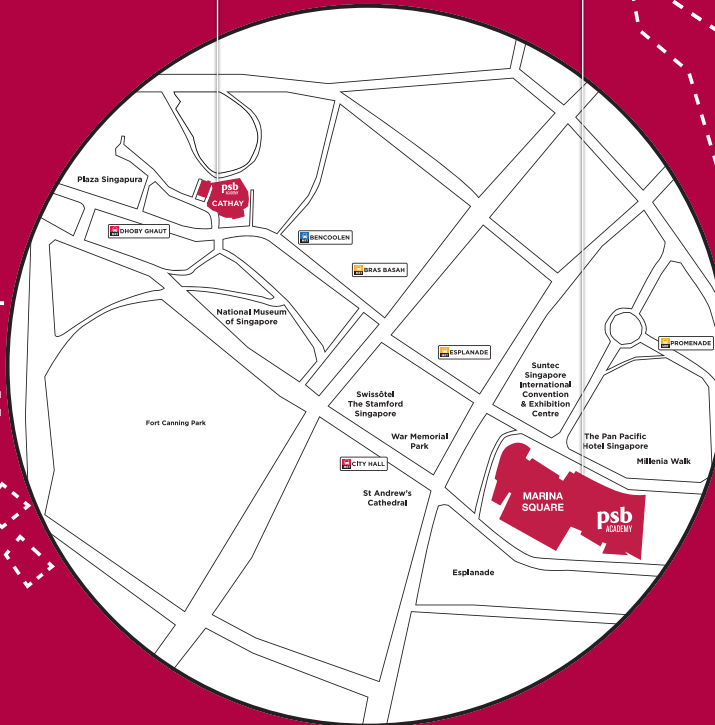 Plaza Singapura
psb
ACADEMY
CATHAY
DHOBY GHAUT
BENCOOLEN
BRAS BASAH
National Museum
of Singapore
ESPLANADE
PROMENADE
Suntec
Singapore
International
Convention
& Exhibition
Centre
Swissôtel
The Stamford
Singapore
Fort Canning Park
War Memorial
Park
The Pan Pacific
Hotel Singapore
Millenia Walk
CITY HALL
St Andrew's
Cathedral
MARINA
SQUARE
psb
ACADEMY
Esplanade